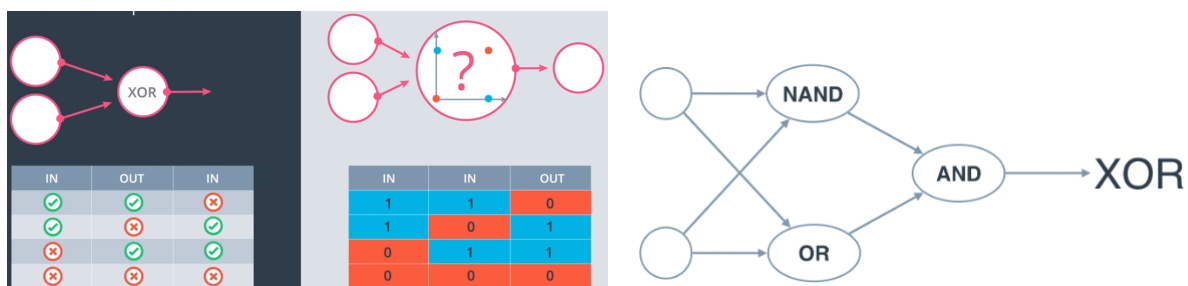 XOR
IN OUT IN
?
IN IN OUT
1 1 0
1 0 1
0 1 1
0 0 0
NAND
AND
XOR
OR